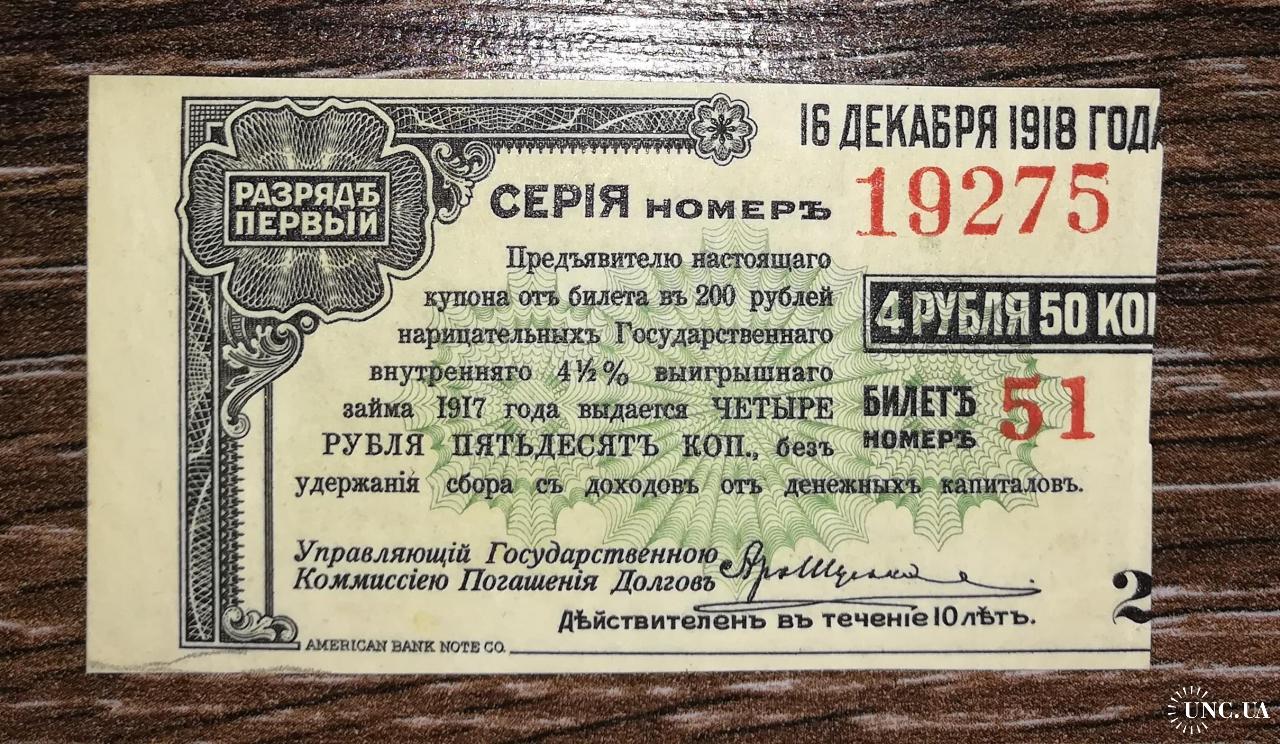 16 ДЕКАБРЯ 1918 ГОДА
РАЗРЯДЪ
ПЕРВЫЙ
СЕРІЯ НОМЕРЪ 19275
Предъявителю настоящаго
купона отъ билета въ 200 рублей
нарицательныхъ Государственнаго
внутренняго 4½% выигрышнаго
займа 1917 года выдается ЧЕТЫРЕ
РУБЛЯ ПЯТЬДЕСЯТЪ КОП., безъ
удержанія сбора съ доходовъ отъ денежныхъ капиталовъ.
4 РУБЛЯ 50 КОП
БИЛЕТЪ
НОМЕРЪ 51
Управляющій Государственною
Коммиссіею Погашенія Долговъ
Дѣйствителенъ въ теченіе 10 лѣтъ.
2
AMERICAN BANK NOTE CO.
UNC.UA